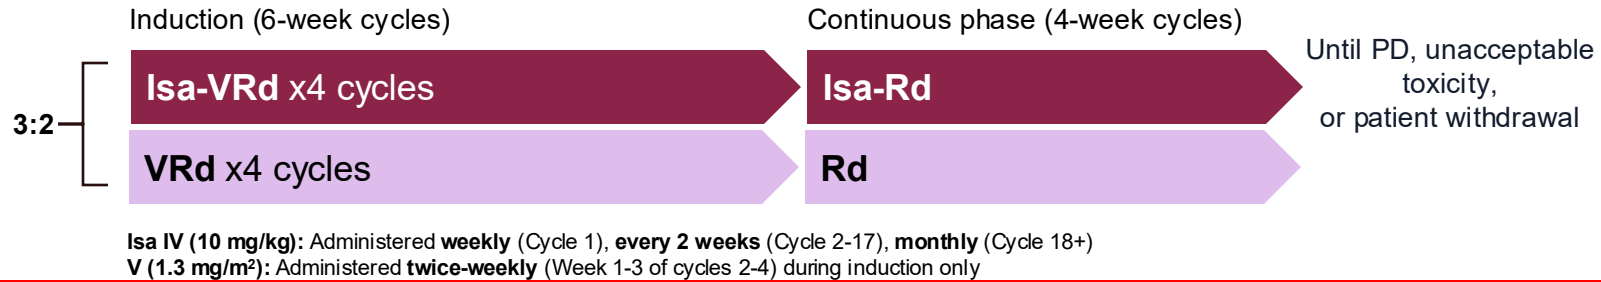 Induction (6-week cycles)
Continuous phase (4-week cycles)
3:2
Isa-VRd x4 cycles
Isa-Rd
VRd x4 cycles
Rd
Until PD, unacceptable
toxicity,
or patient withdrawal
Isa IV (10 mg/kg): Administered weekly (Cycle 1), every 2 weeks (Cycle 2-17), monthly (Cycle 18+)
V (1.3 mg/m²): Administered twice-weekly (Week 1-3 of cycles 2-4) during induction only